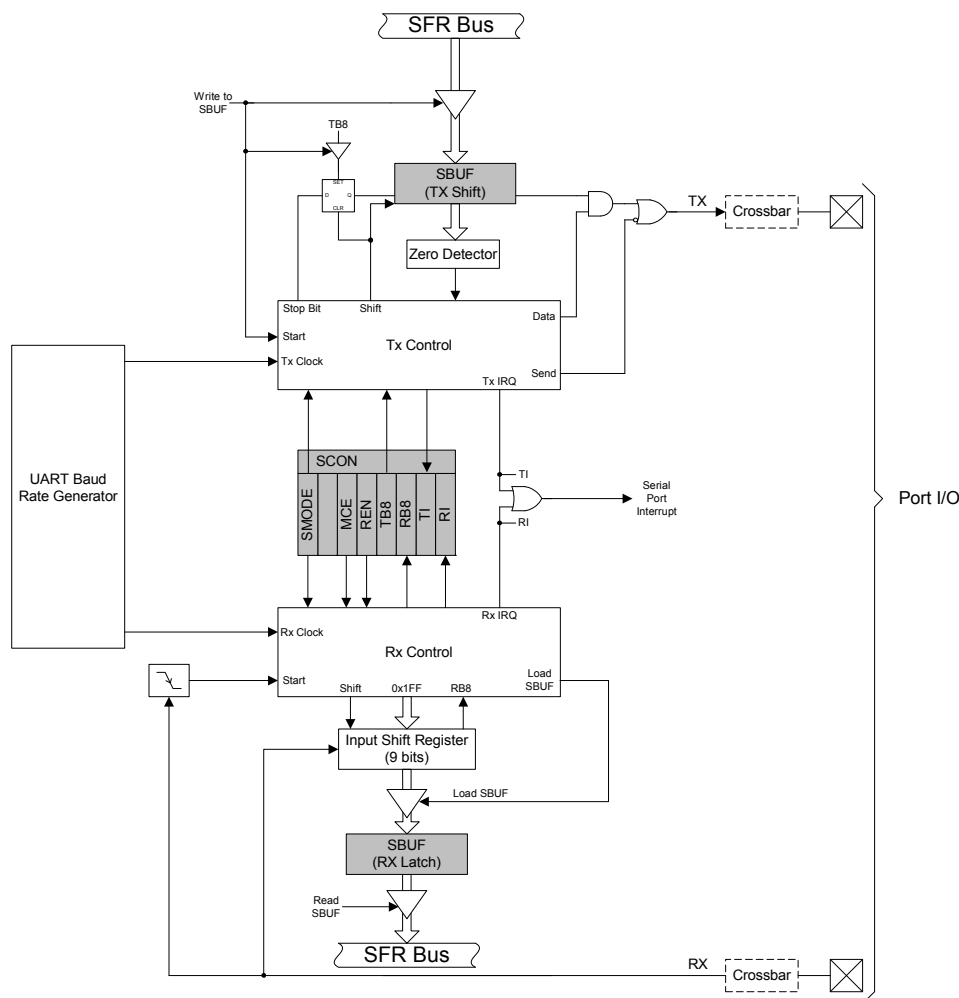 SFR Bus
Write to
SBUF
TB8
SET
D Q
CLR
SBUF
(TX Shift)
TX
Crossbar
Zero Detector
Stop Bit Shift
Data
Start
Tx Control
Tx Clock
Send
Tx IRQ
UART Baud
Rate Generator
SCON
SMODE
MCE
REN
TB8
RB8
TI
RI
TI
Serial
Port
Interrupt
RI
Port I/O
Rx IRQ
Rx Clock
Rx Control
Start
Load
SBUF
Shift 0x1FF RB8
Input Shift Register
(9 bits)
Load SBUF
SBUF
(RX Latch)
Read
SBUF
SFR Bus
RX
Crossbar